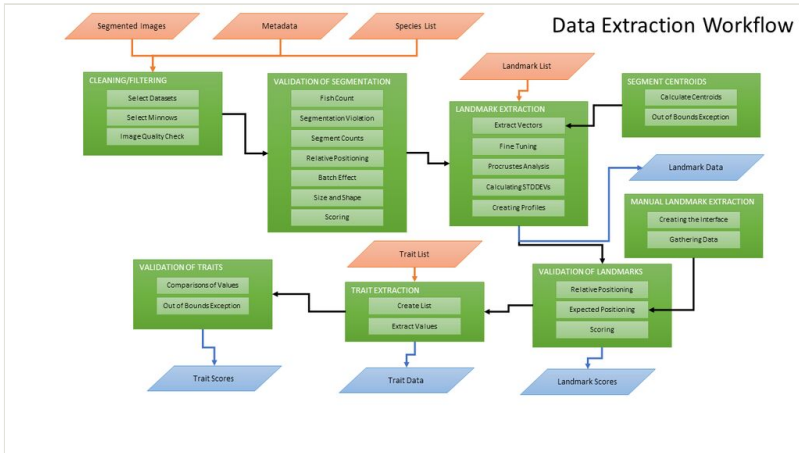 Data Extraction Workflow
Segmented Images
Metadata
Species List
CLEANING/FILTERING
Select Datasets
Select Minnows
Image Quality Check
VALIDATION OF SEGMENTATION
Fish Count
Segmentation Violation
Segment Counts
Relative Positioning
Batch Effect
Size and Shape
Scoring
Landmark List
LANDMARK EXTRACTION
Extract Vectors
Fine Tuning
Procrustes Analysis
Calculating STDDEVs
Creating Profiles
SEGMENT CENTROIDS
Calculate Centroids
Out of Bounds Exception
Landmark Data
MANUAL LANDMARK EXTRACTION
Creating the Interface
Gathering Data
VALIDATION OF LANDMARKS
Relative Positioning
Expected Positioning
Scoring
Landmark Scores
Trait List
TRAIT EXTRACTION
Create List
Extract Values
Trait Data
VALIDATION OF TRAITS
Comparisons of Values
Out of Bounds Exception
Trait Scores